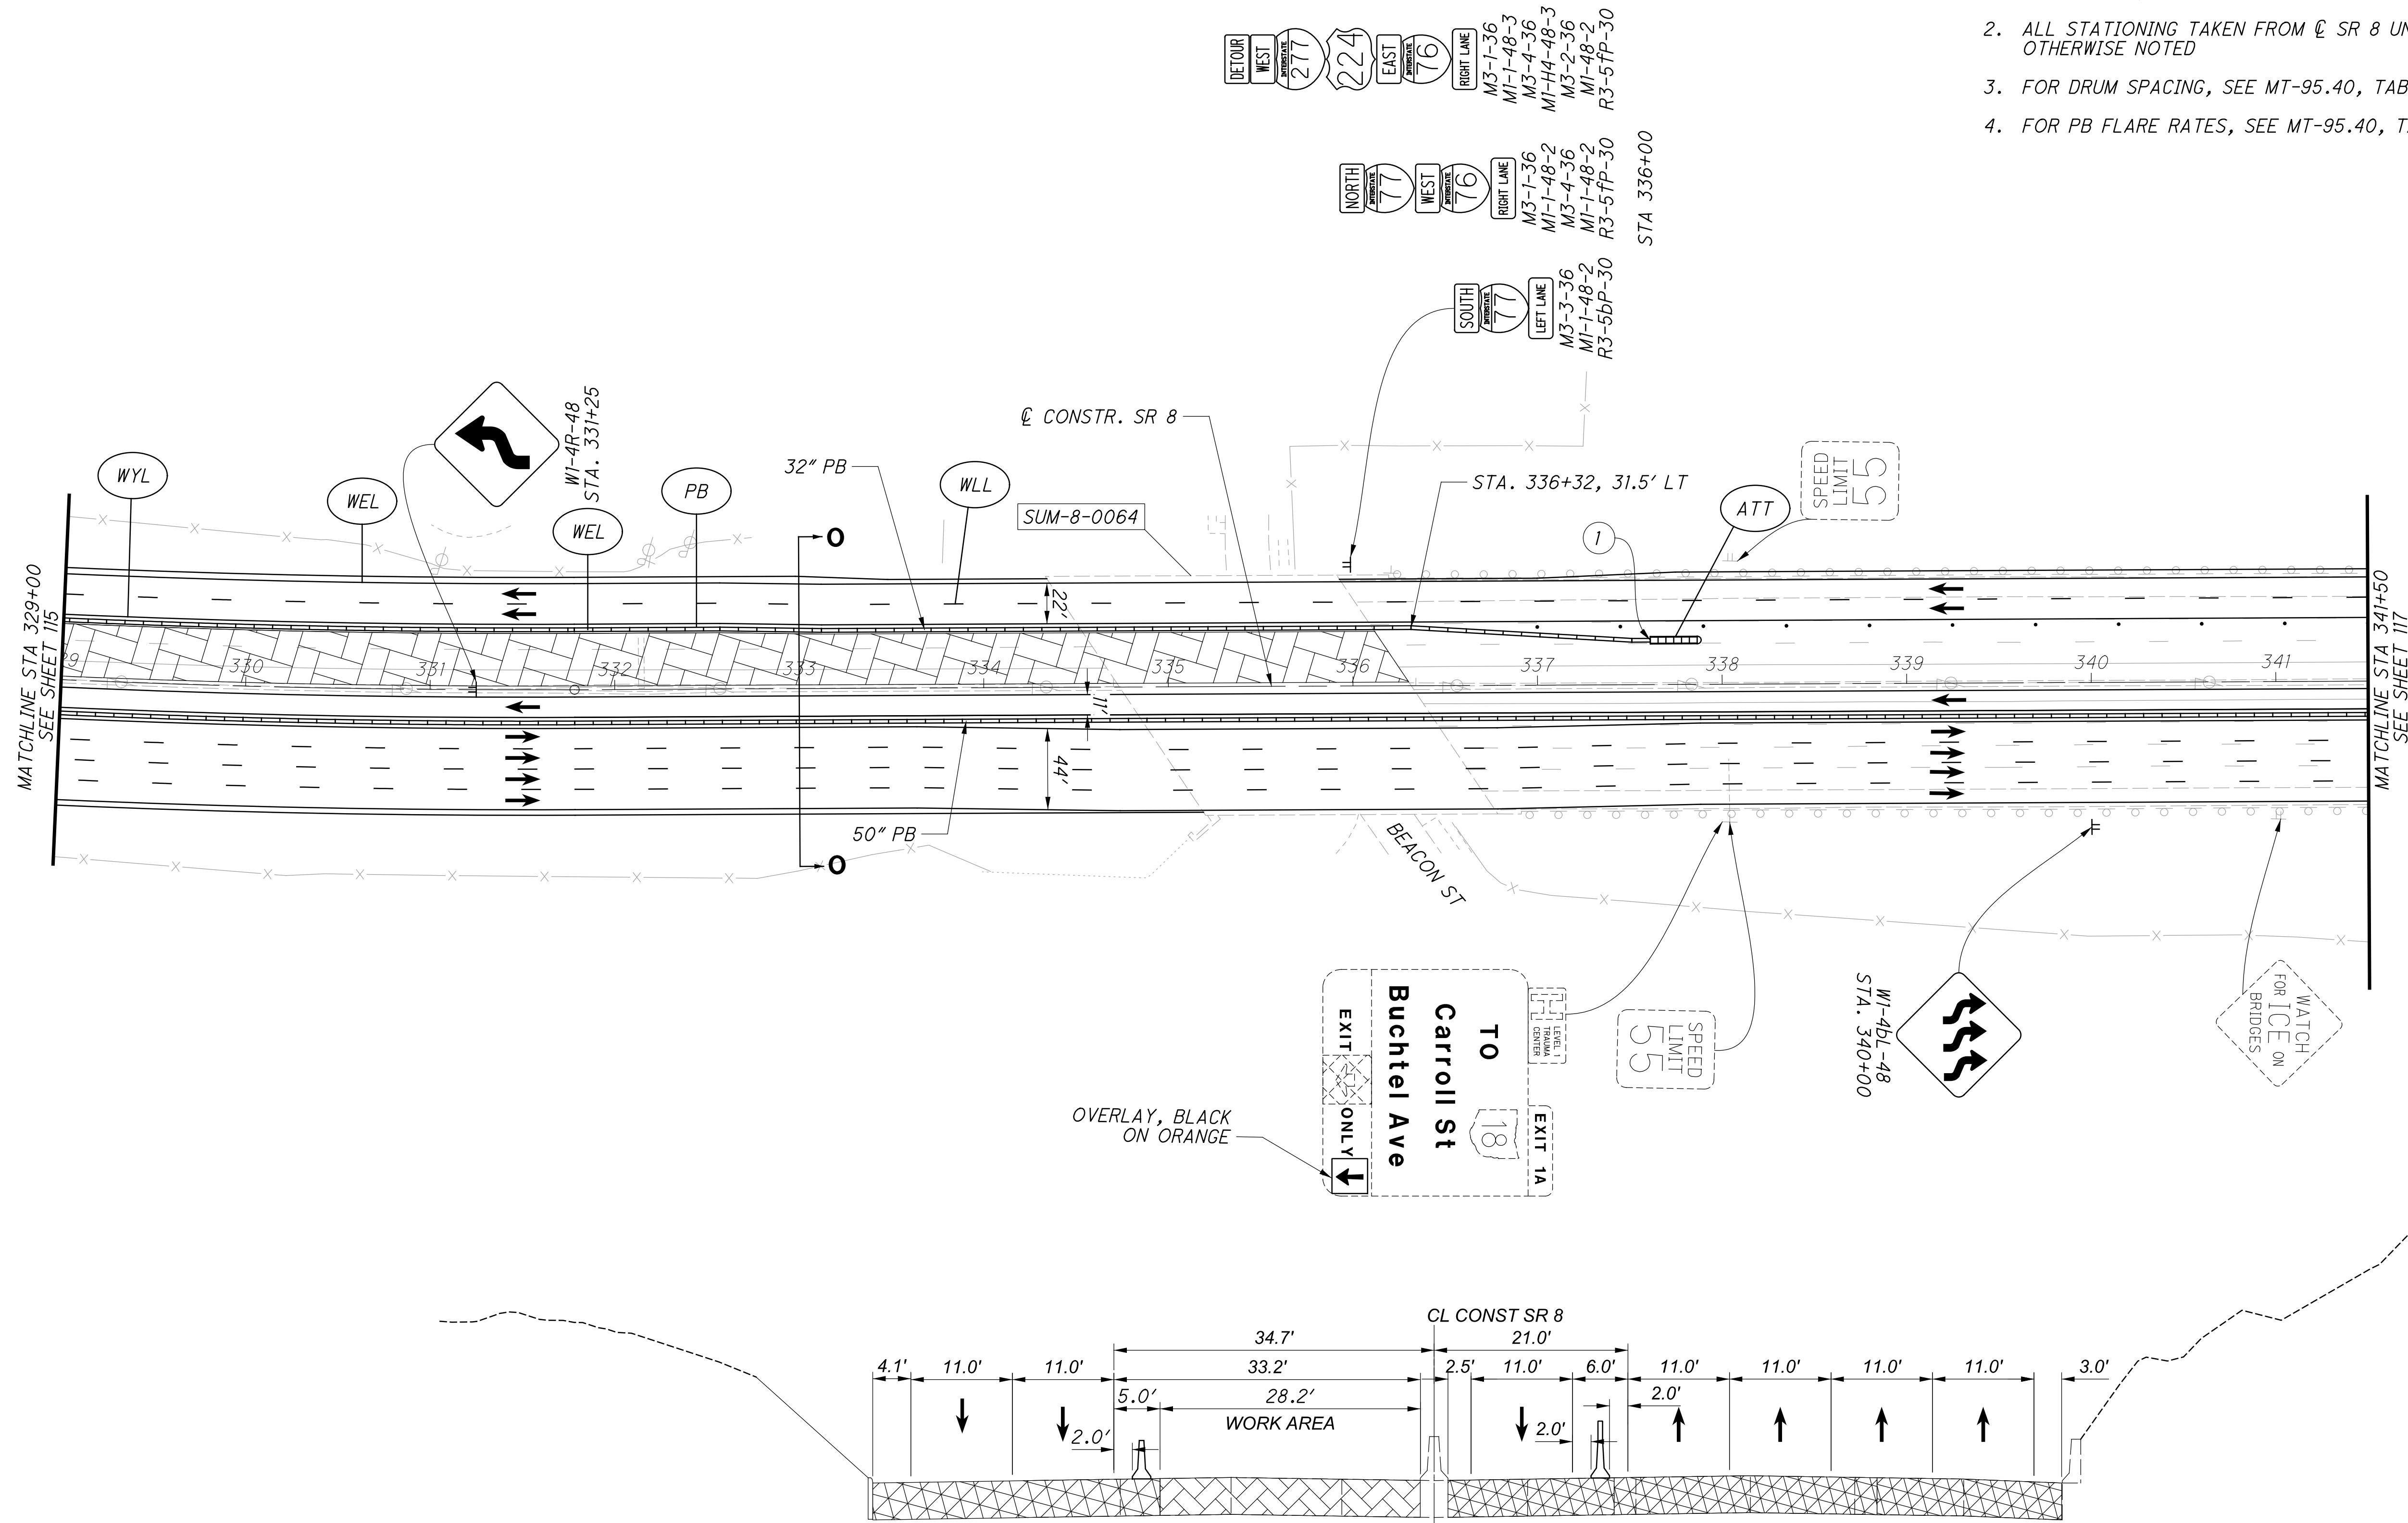 2. ALL STATIONING TAKEN FROM ℄ SR 8 UN
OTHERWISE NOTED
3. FOR DRUM SPACING, SEE MT-95.40, TAB
4. FOR PB FLARE RATES, SEE MT-95.40, TA
DETOUR
WEST
INTERSTATE
277
224
EAST
INTERSTATE
76
RIGHT LANE
M3-1-36
M1-1-48-3
M3-4-36
M1-H4-48-3
M3-2-36
M1-48-2
R3-5fP-30
NORTH
INTERSTATE
77
WEST
INTERSTATE
76
RIGHT LANE
M3-1-36
M1-1-48-2
M3-4-36
M1-1-48-2
R3-5fP-30
STA 336+00
SOUTH
INTERSTATE
77
LEFT LANE
M3-3-36
M1-1-48-2
R3-5bP-30
W1-4R-48
STA. 331+25
℄ CONSTR. SR 8
32" PB
WYL
WEL
WEL
PB
WLL
SUM-8-0064
STA. 336+32, 31.5' LT
1
ATT
SPEED
LIMIT
55
MATCHLINE STA 329+00
SEE SHEET 115
MATCHLINE STA 341+50
SEE SHEET 117
O
22'
29
330
331
332
333
334
335
336
337
338
339
340
341
11'
44'
50" PB
O
BEACON ST
EXIT ONLY
Buchtel Ave
Carroll St
TO
18
H
LEVEL 1
TRAUMA
CENTER
EXIT 1A
OVERLAY, BLACK
ON ORANGE
SPEED
LIMIT
55
W1-4bL-48
STA. 340+00
WATCH
FOR ICE ON
BRIDGES
CL CONST SR 8
34.7' 21.0'
4.1' 11.0' 11.0' 33.2' 2.5' 11.0' 6.0' 11.0' 11.0' 11.0' 11.0' 3.0'
5.0' 28.2' 2.0'
WORK AREA
2.0' 2.0'